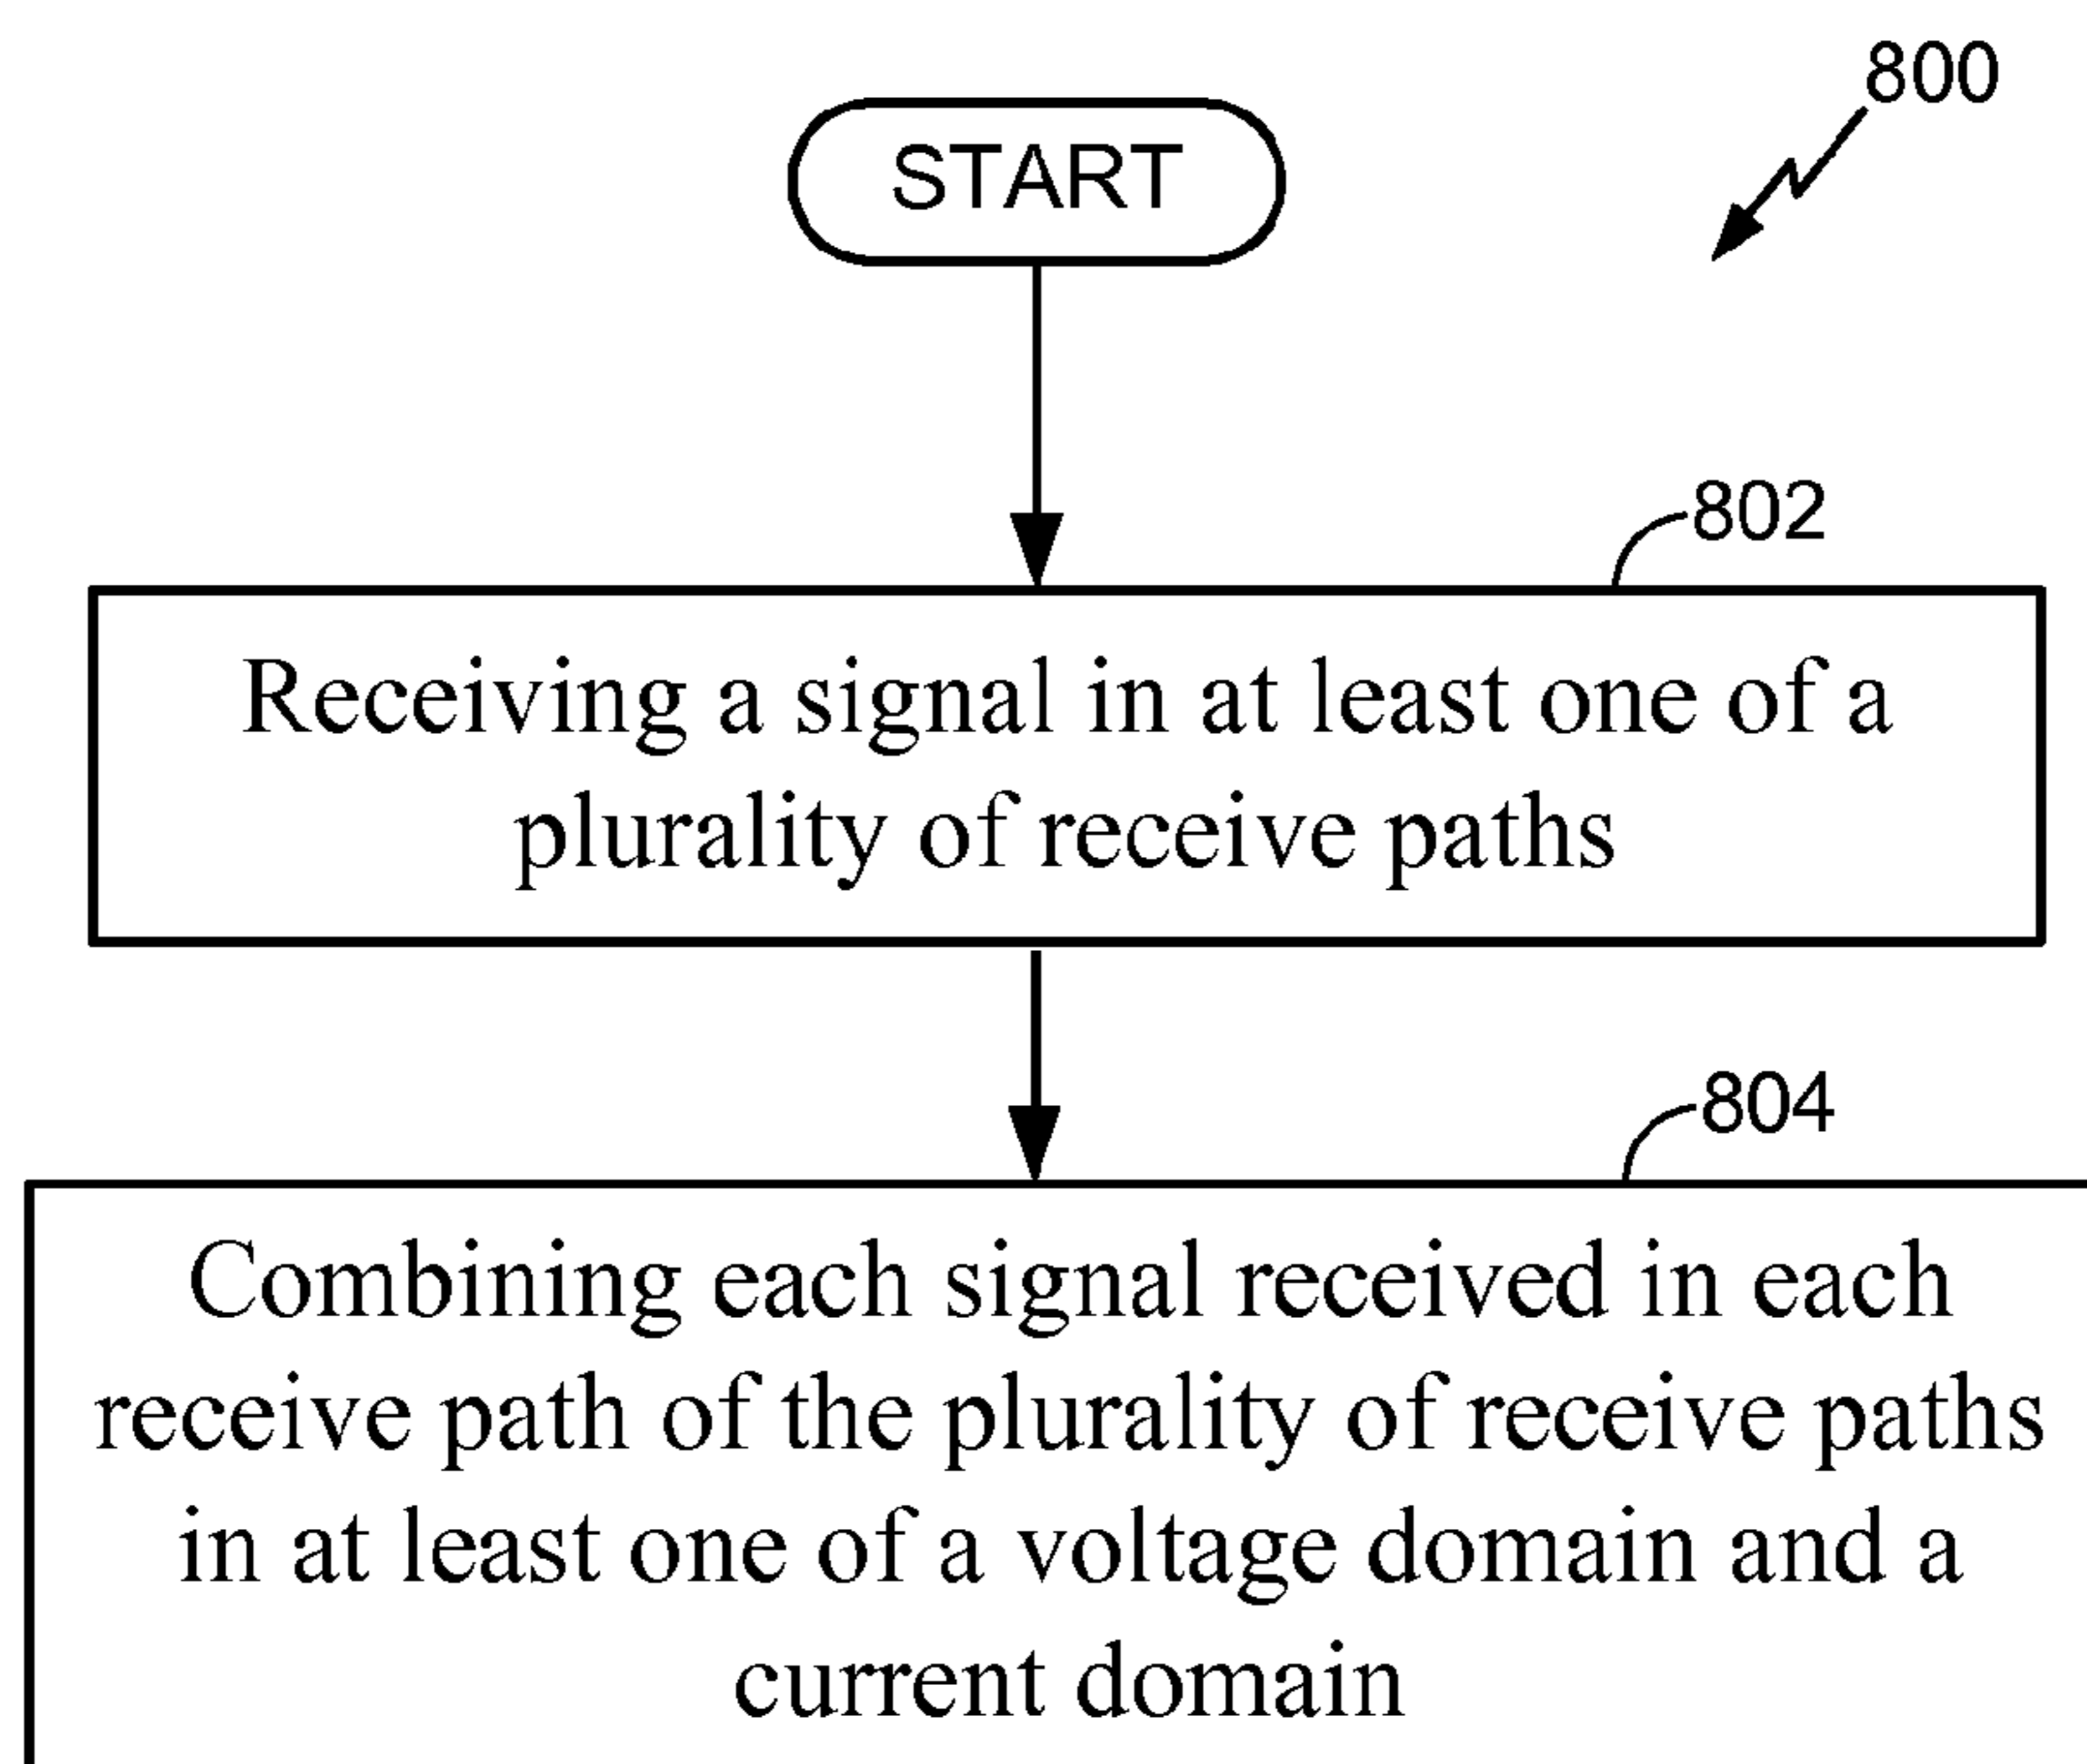 800
START
802
Receiving a signal in at least one of a
plurality of receive paths
804
Combining each signal received in each
receive path of the plurality of receive paths
in at least one of a voltage domain and a
current domain